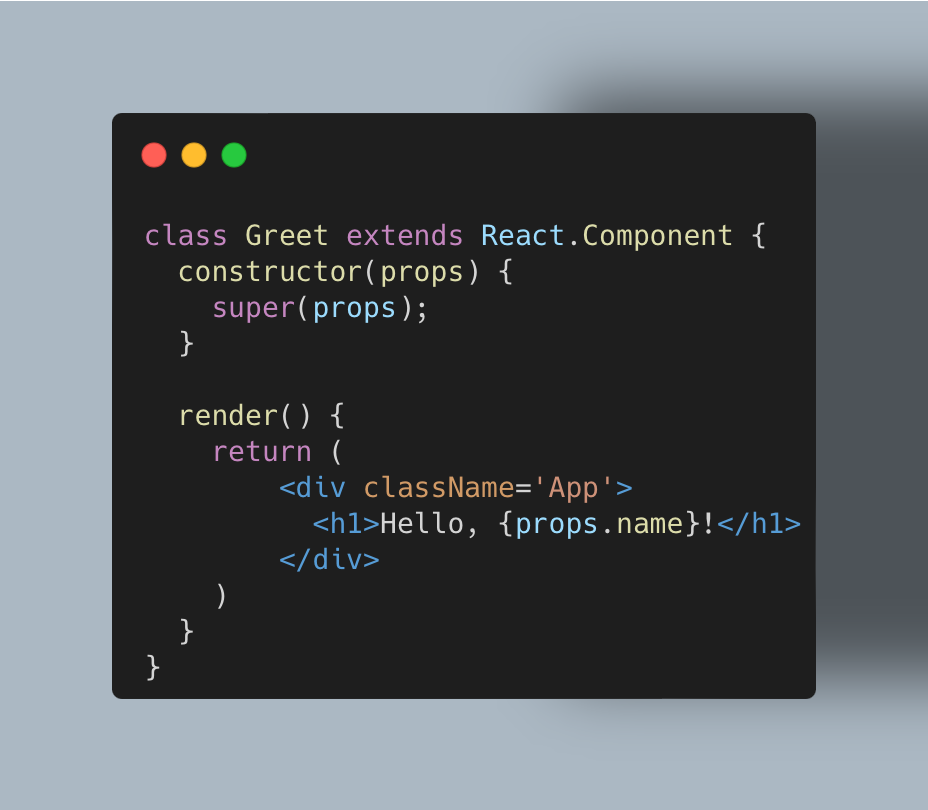 class Greet extends React.Component {
  constructor(props) {
    super(props);
  }

  render() {
    return (
        <div className='App'>
          <h1>Hello, {props.name}!</h1>
        </div>
    )
  }
}